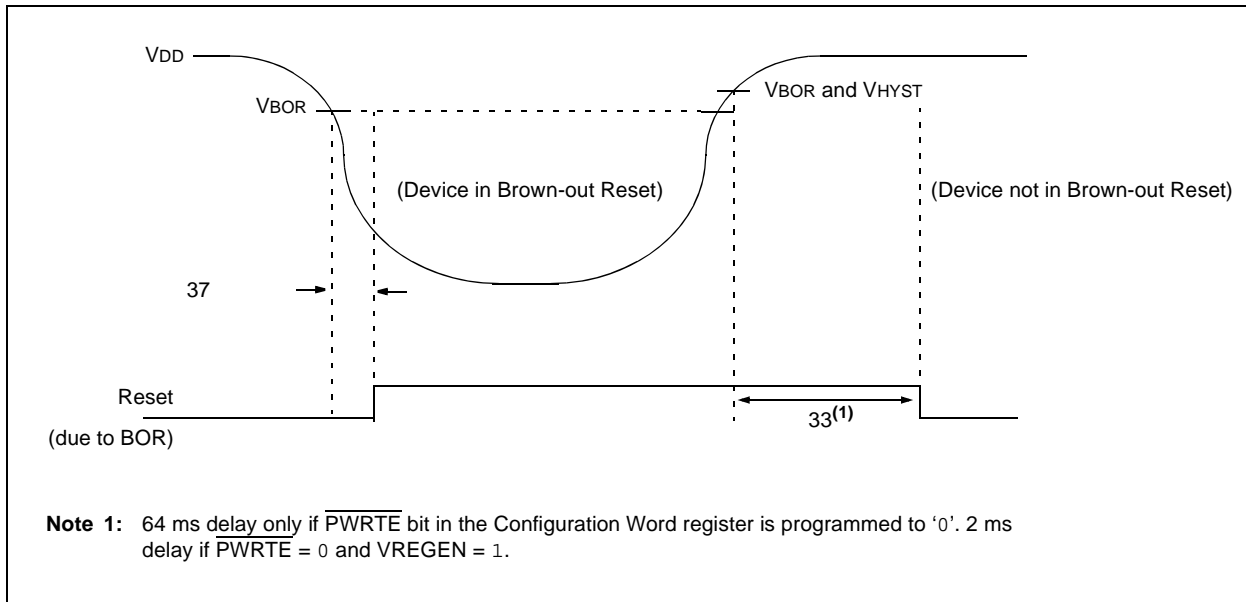 VDD
VBOR
VBOR and VHYST
(Device in Brown-out Reset)
(Device not in Brown-out Reset)
37
Reset
33(1)
(due to BOR)
Note 1: 64 ms delay only if PWRTE bit in the Configuration Word register is programmed to ‘0’. 2 ms
delay if PWRTE = 0 and VREGEN = 1.